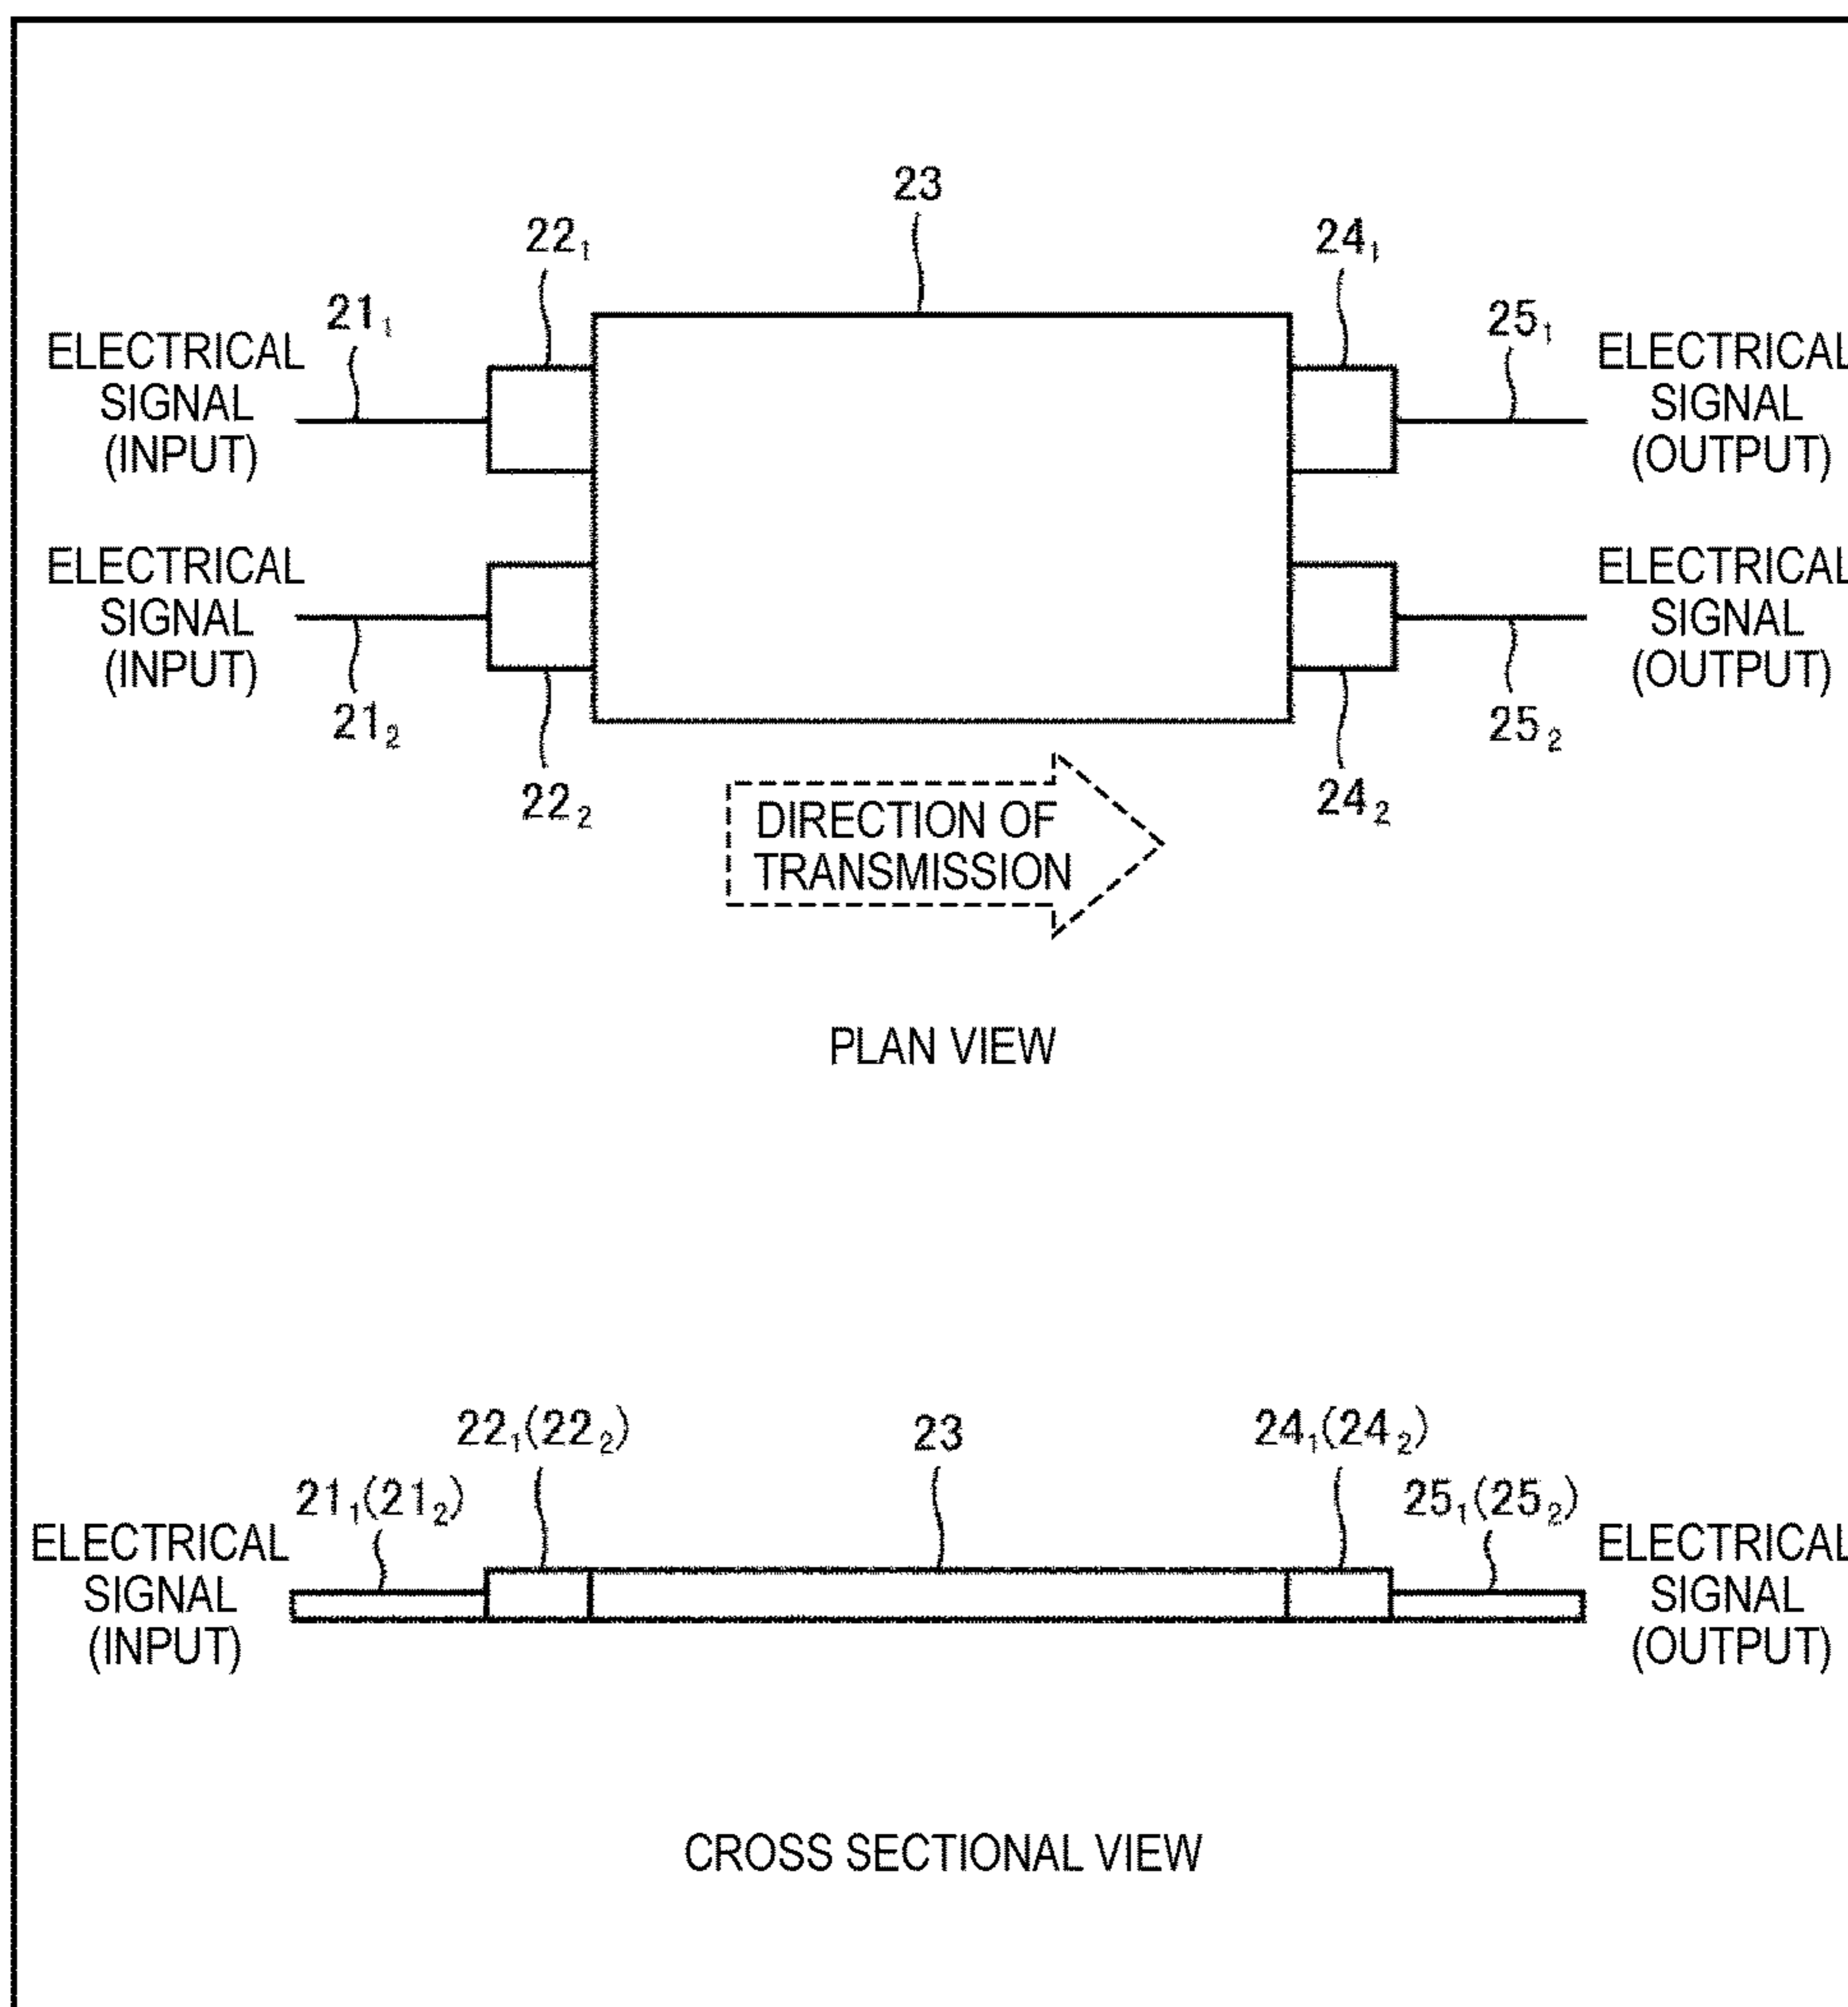 23
22₁
24₁
21₁
25₁
ELECTRICAL
SIGNAL
(INPUT)
ELECTRICAL
SIGNAL
(OUTPUT)
ELECTRICAL
SIGNAL
(INPUT)
ELECTRICAL
SIGNAL
(OUTPUT)
21₂
25₂
22₂
24₂
DIRECTION OF
TRANSMISSION
PLAN VIEW
22₁(22₂)
23
24₁(24₂)
21₁(21₂)
25₁(25₂)
ELECTRICAL
SIGNAL
(INPUT)
ELECTRICAL
SIGNAL
(OUTPUT)
CROSS SECTIONAL VIEW